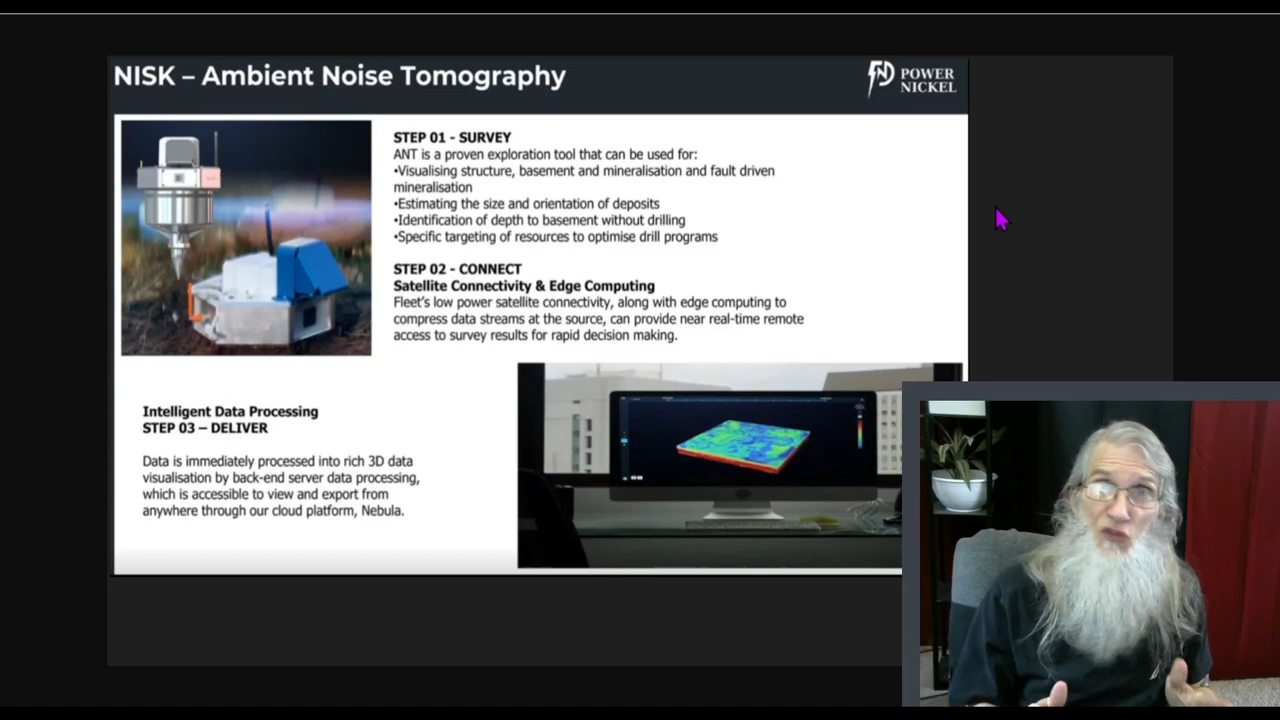 NISK – Ambient Noise Tomography
POWER
NICKEL
STEP 01 - SURVEY
ANT is a proven exploration tool that can be used for:
•Visualising structure, basement and mineralisation and fault driven
mineralisation
•Estimating the size and orientation of deposits
•Identification of depth to basement without drilling
•Specific targeting of resources to optimise drill programs
STEP 02 - CONNECT
Satellite Connectivity & Edge Computing
Fleet's low power satellite connectivity, along with edge computing to
compress data streams at the source, can provide near real-time remote
access to survey results for rapid decision making.
Intelligent Data Processing
STEP 03 – DELIVER
Data is immediately processed into rich 3D data
visualisation by back-end server data processing,
which is accessible to view and export from
anywhere through our cloud platform, Nebula.